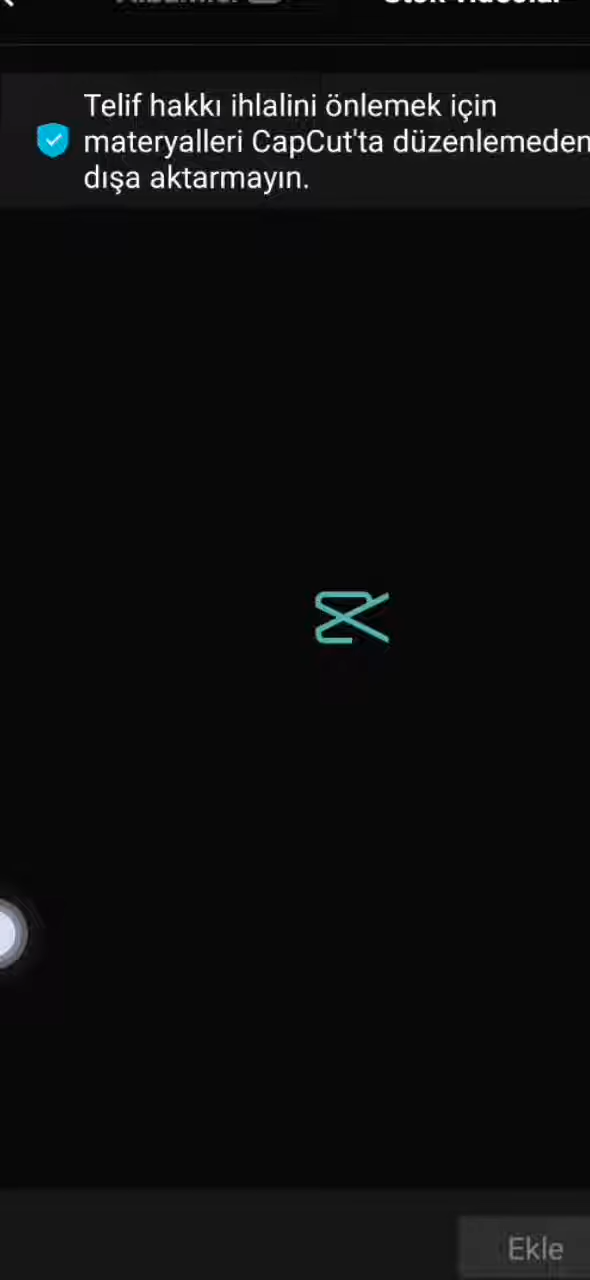 Telif hakkı ihlalini önlemek için
materyalleri CapCut'ta düzenlemeden
dışa aktarmayın.
Ekle